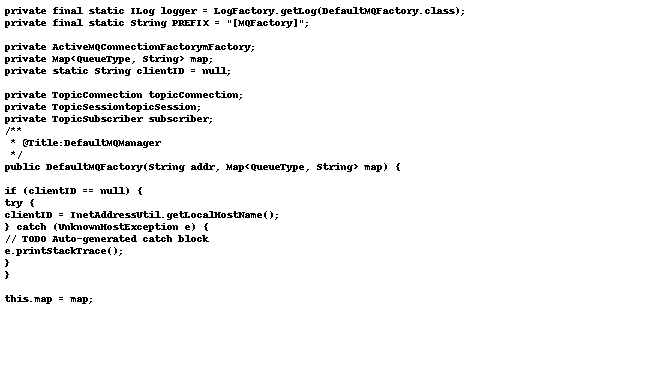 private final static ILog logger = LogFactory.getLog(DefaultMQFactory.class);
private final static String PREFIX = "[MQFactory]";
private ActiveMQConnectionFactorymFactory;
private Map<QueueType, String> map;
private static String clientID = null;
private TopicConnection topicConnection;
private TopicSessiontopicSession;
private TopicSubscriber subscriber;
/**
* @Title:DefaultMQManager
*/
public DefaultMQFactory(String addr, Map<QueueType, String> map) {
if (clientID == null) {
try {
clientID = InetAddressUtil.getLocalHostName();
} catch (UnknownHostException e) {
// TODO Auto-generated catch block
e.printStackTrace();
}
}
this.map = map;